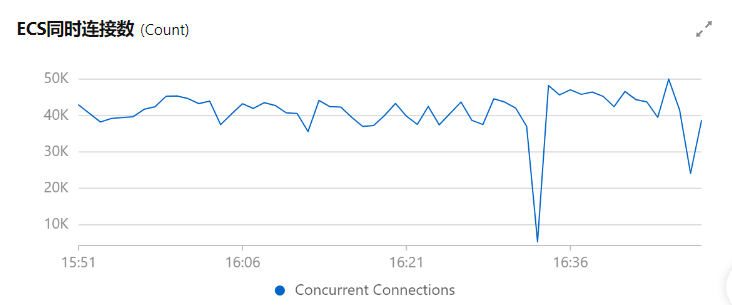 ECS同时连接数 (Count)
50K
40K
30K
20K
10K
15:51 16:06 16:21 16:36
Concurrent Connections